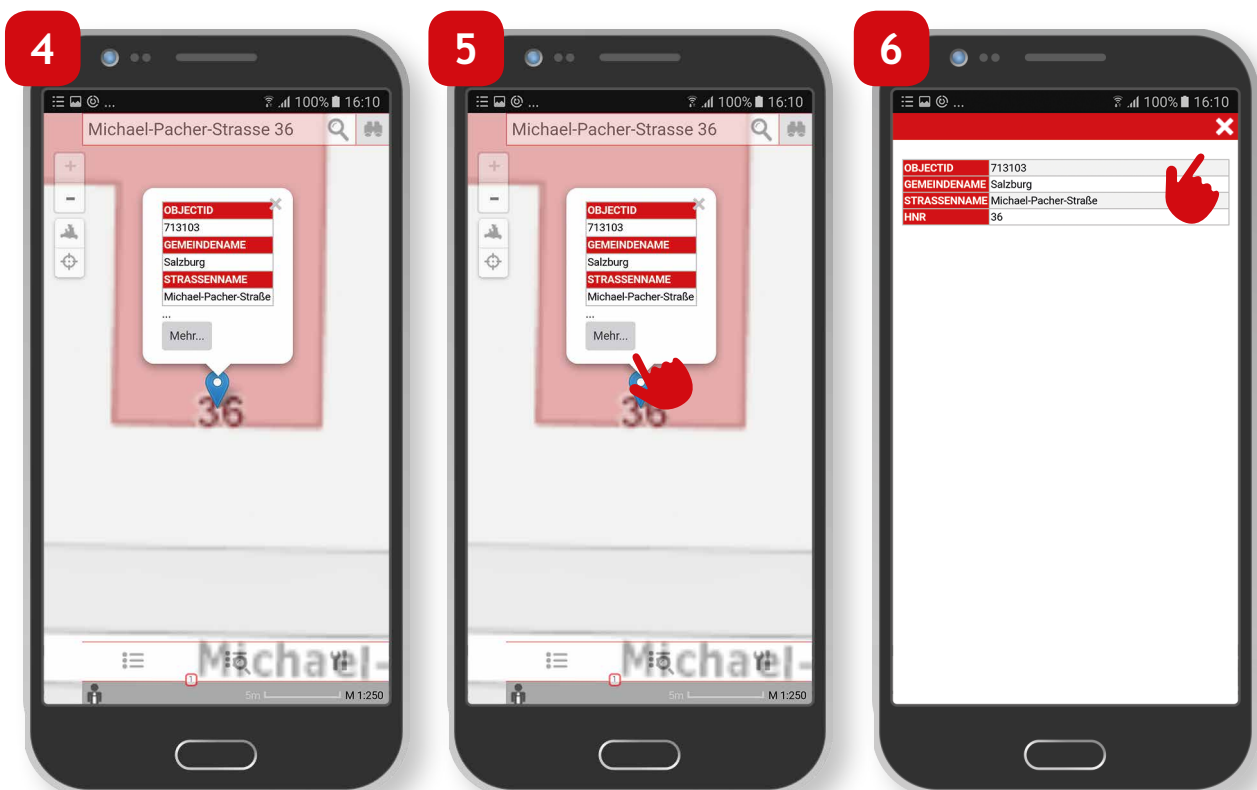 4
100% 16:10
...
Michael-Pacher-Strasse 36
+
-
OBJECTID
713103
GEMEINDENAME
Salzburg
STRASSENNAME
Michael-Pacher-Straße
...
Mehr...
36
Michael-
1
5m
M 1:250
5
100% 16:10
...
Michael-Pacher-Strasse 36
+
-
OBJECTID
713103
GEMEINDENAME
Salzburg
STRASSENNAME
Michael-Pacher-Straße
...
Mehr...
36
Michael-
1
5m
M 1:250
6
... 100% 16:10
OBJECTID 713103
GEMEINDENAME Salzburg
STRASSENNAME Michael-Pacher-Straße
HNR 36